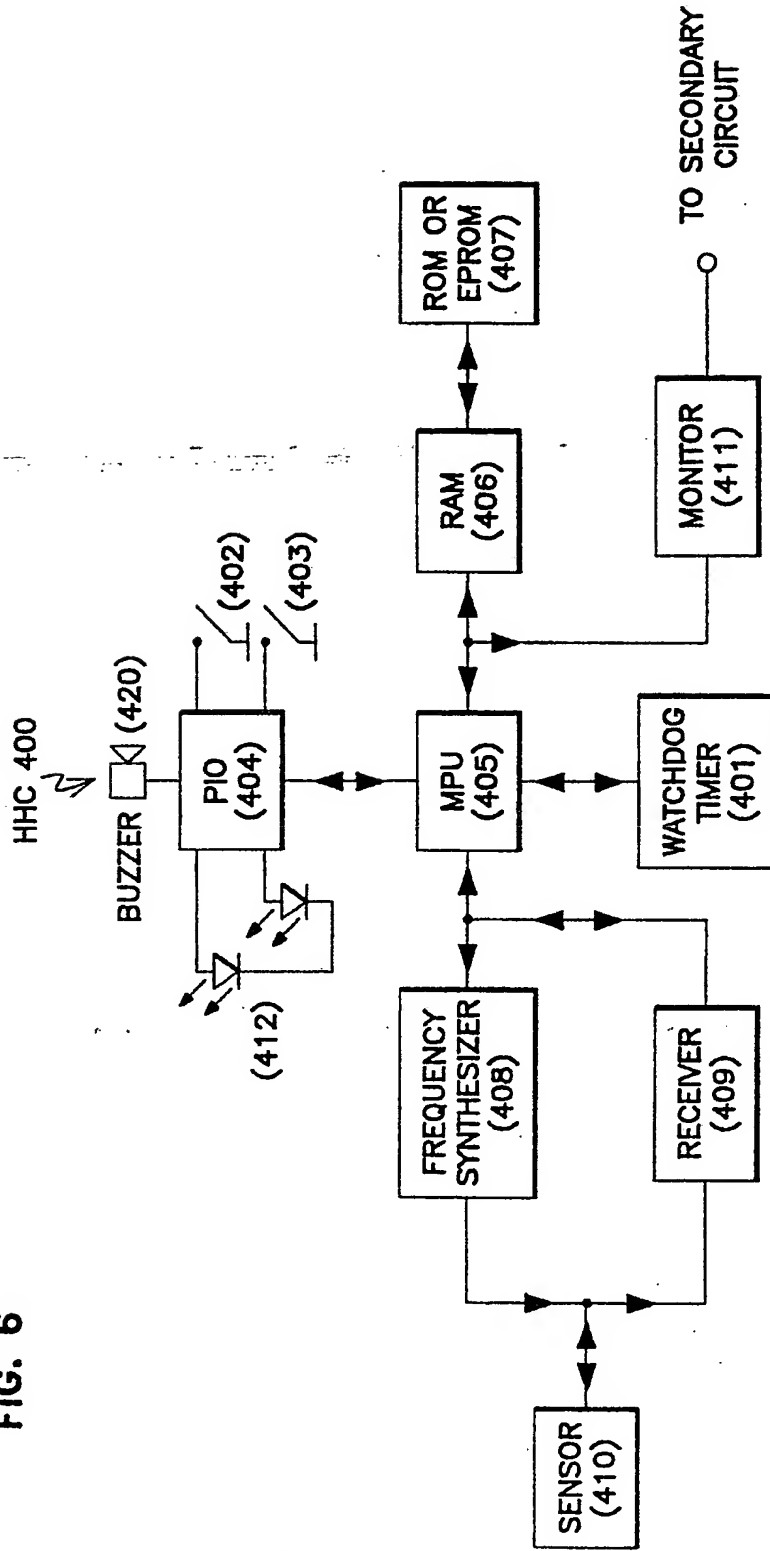 FIG. 6
HHC 400
BUZZER
(420)
(412)
PIO
(404)
(402)
(403)
FREQUENCY
SYNTHESIZER
(408)
MPU
(405)
RAM
(406)
ROM OR
EPROM
(407)
SENSOR
(410)
RECEIVER
(409)
WATCHDOG
TIMER
(401)
MONITOR
(411)
TO SECONDARY
CIRCUIT